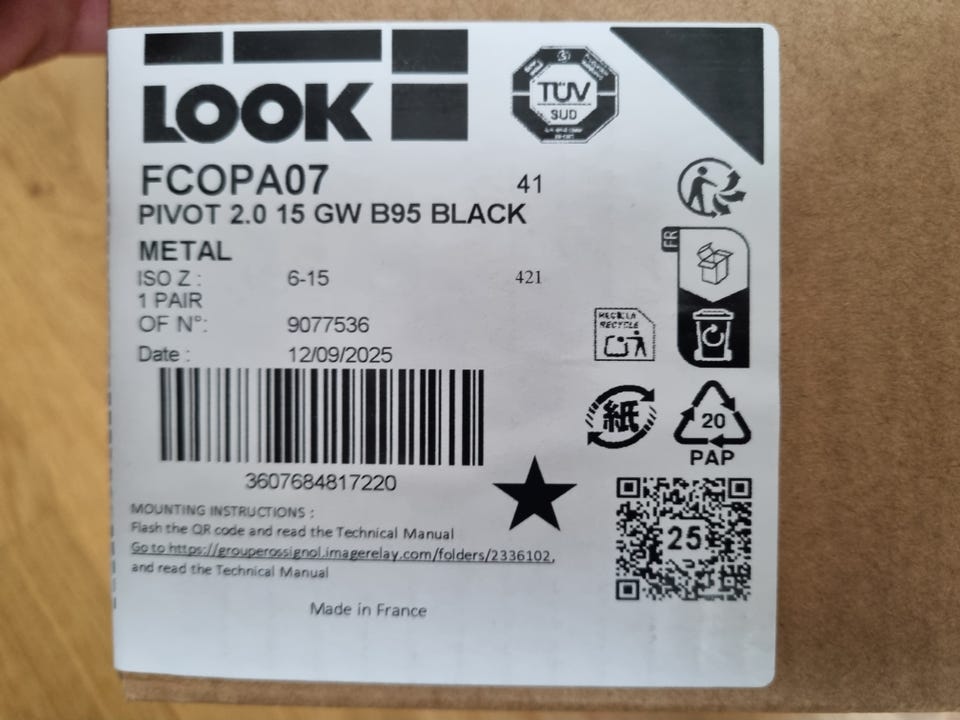 LOOK
TÜV
SUD
FCOPA07 41
PIVOT 2.0 15 GW B95 BLACK
METAL
ISO Z : 6-15 421
1 PAIR
OF N°: 9077536
Date : 12/09/2025
3607684817220
FR
RECICLA
RECYCLE
紙
20
PAP
25
MOUNTING INSTRUCTIONS :
Flash the QR code and read the Technical Manual
Go to https://grouperossignol.imagerelay.com/folders/2336102,
and read the Technical Manual
Made in France